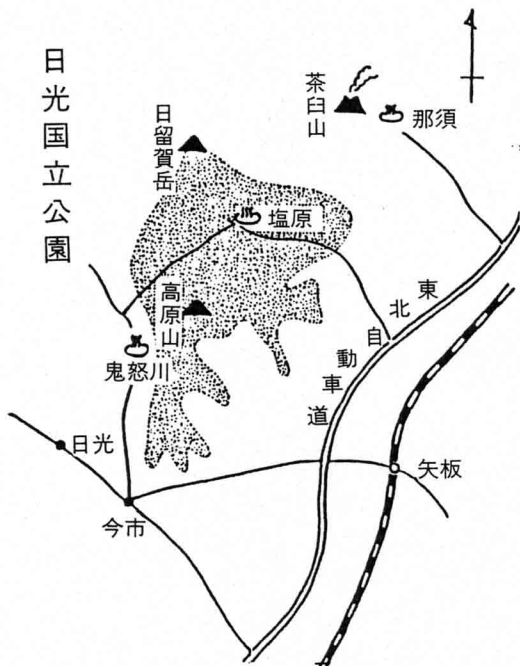 日光国立公園
茶臼山
那須
日留賀岳
塩原
高原山
鬼怒川
東北自動車道
日光
矢板
今市